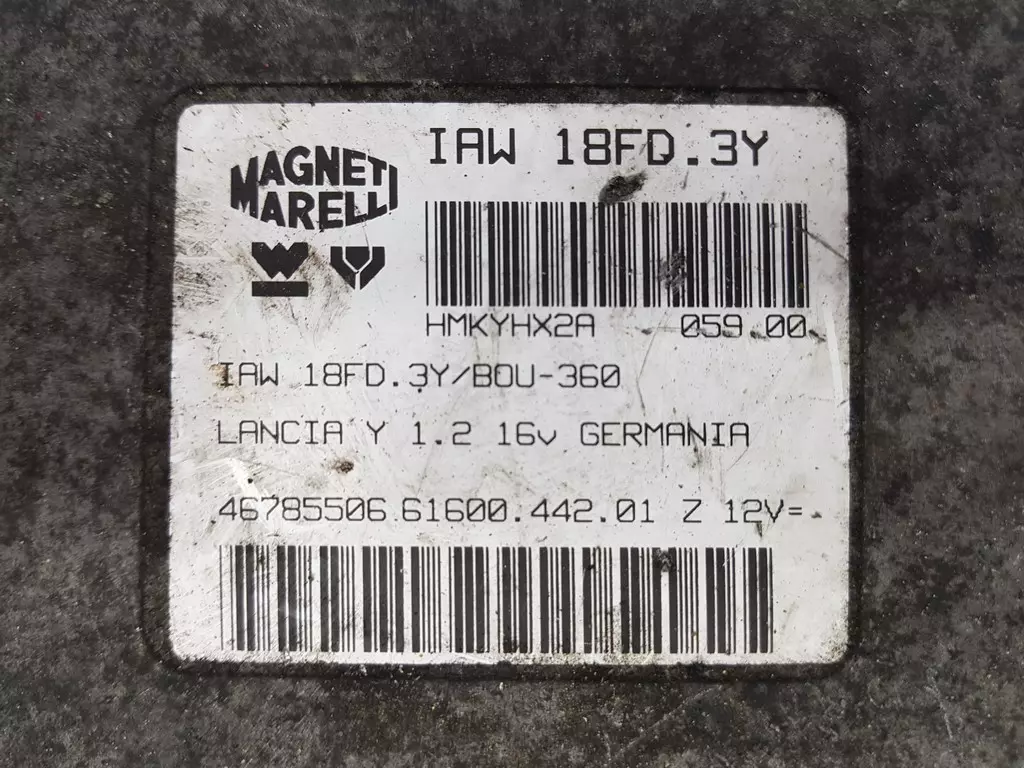 IAW 18FD.3Y
MAGNETI
MARELLI
HMKYHX2A 059.00
IAW 18FD.3Y/BOU-360
LANCIA Y 1.2 16v GERMANIA
46785506 61600.442.01 Z 12V=